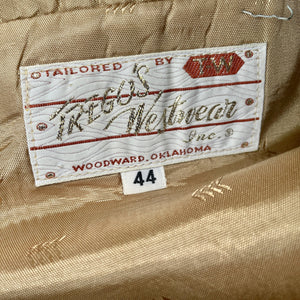 TAILORED BY
TREGO'S
Westwear
Inc.
WOODWARD, OKLAHOMA
44